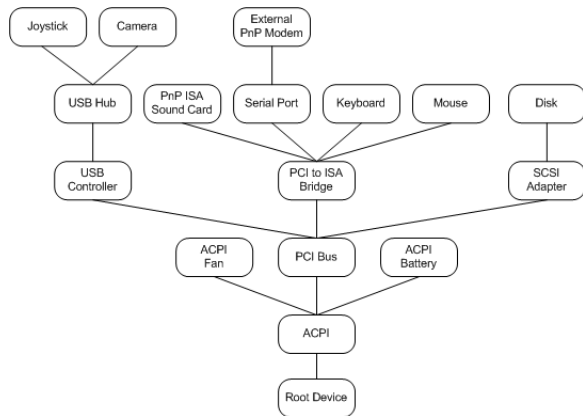 Joystick
Camera
External
PnP Modem
USB Hub
PnP ISA
Sound Card
Serial Port
Keyboard
Mouse
Disk
USB
Controller
PCI to ISA
Bridge
SCSI
Adapter
ACPI
Fan
PCI Bus
ACPI
Battery
ACPI
Root Device